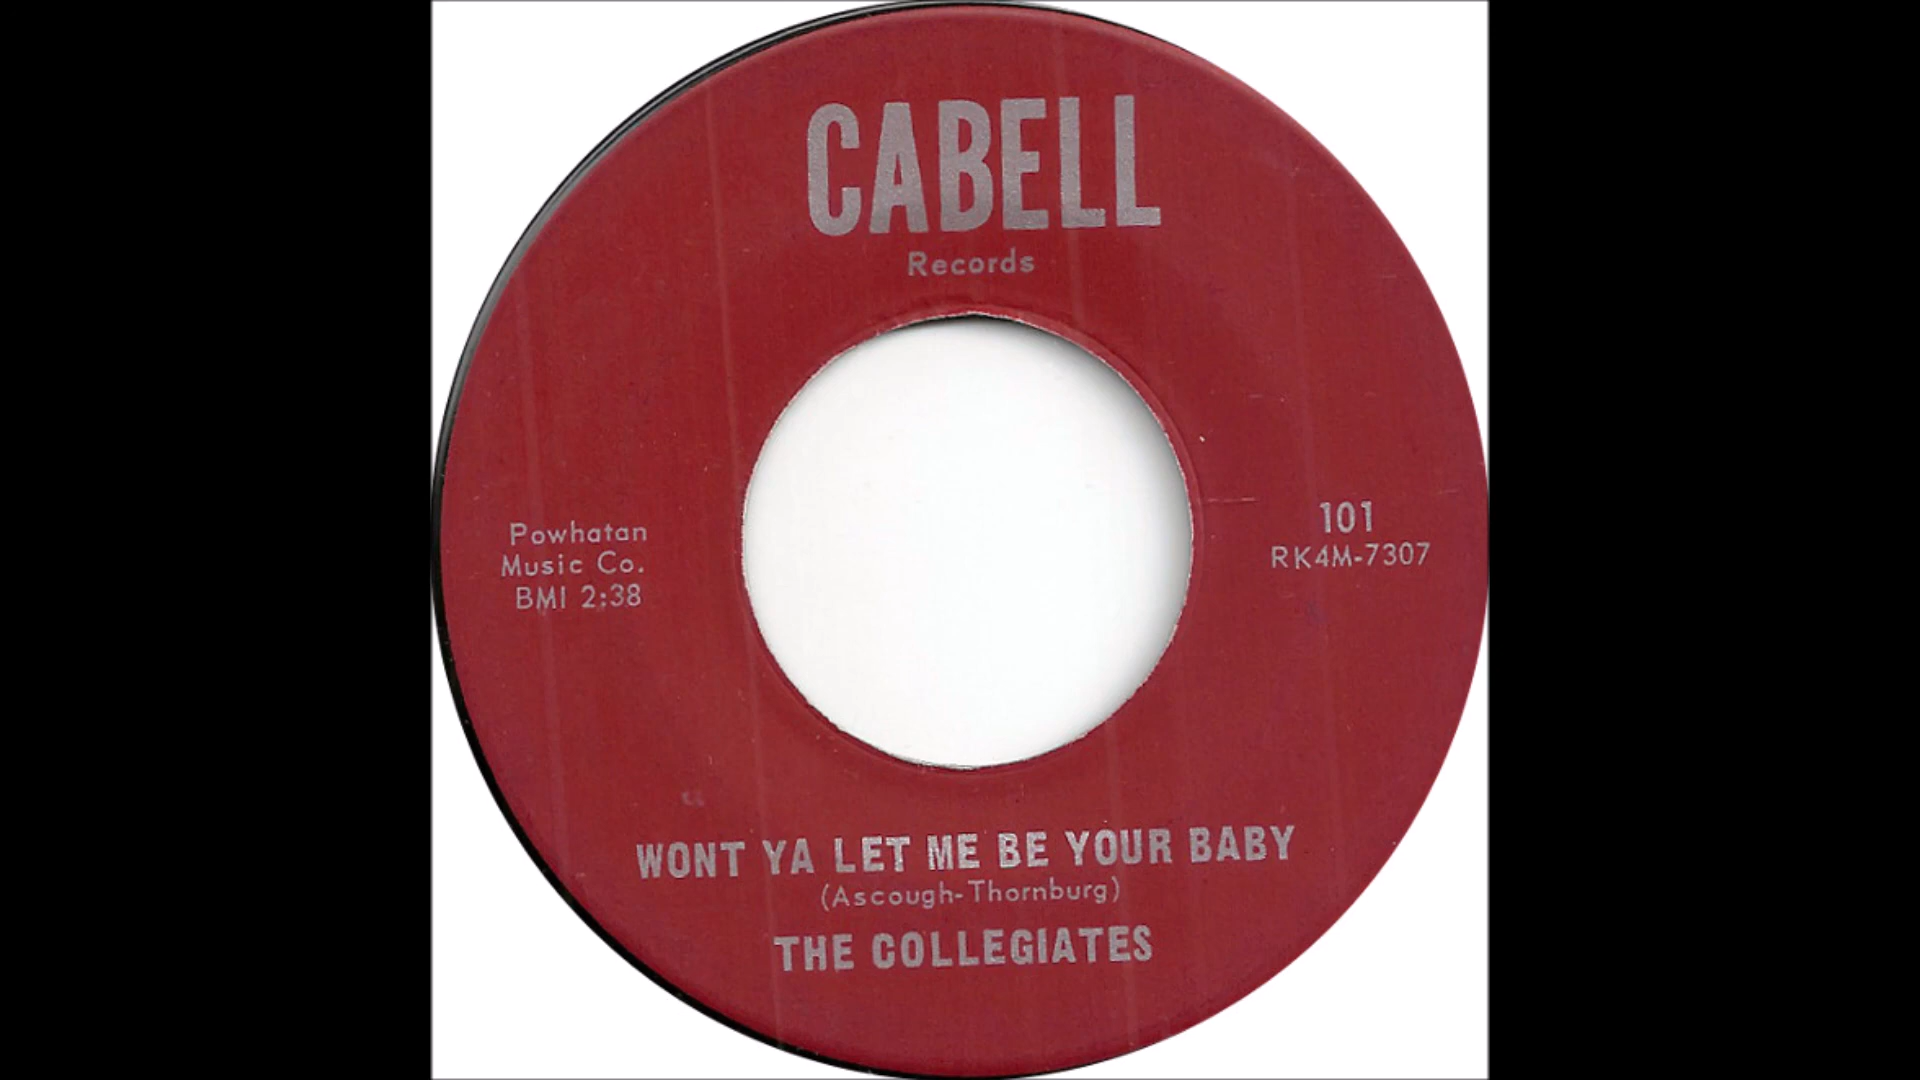 CABELL
Records
Powhatan
Music Co.
BMI 2:38
101
RK4M-7307
WONT YA LET ME BE YOUR BABY
(Ascough-Thornburg)
THE COLLEGIATES